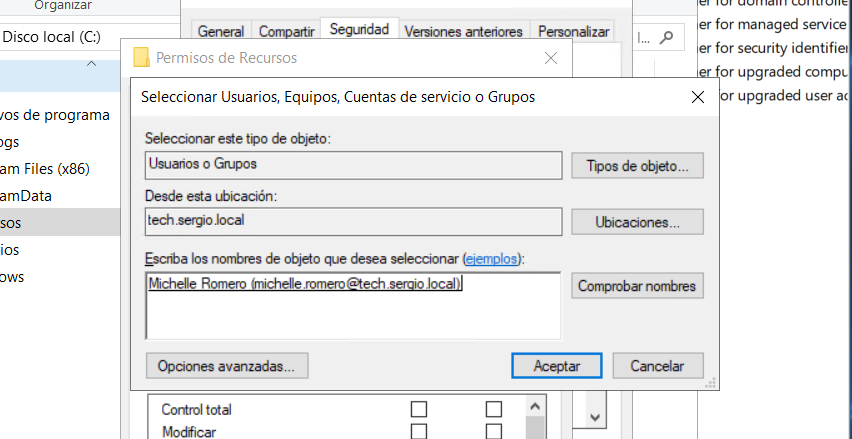 Organizar
er for domain controlle
General Compartir Seguridad Versiones anteriores Personalizar
er for managed service
Disco local (C:)
er for security identifier
Permisos de Recursos
er for upgraded compu
Seleccionar Usuarios, Equipos, Cuentas de servicio o Grupos
for upgraded user ac
vos de programa
Seleccionar este tipo de objeto:
ogs
Usuarios o Grupos
Tipos de objeto...
am Files (x86)
Desde esta ubicación:
amData
tech.sergio.local
Ubicaciones...
sos
ios
Escriba los nombres de objeto que desea seleccionar (ejemplos):
ows
Michelle Romero (michelle.romero@tech.sergio.local)
Comprobar nombres
Opciones avanzadas...
Aceptar
Cancelar
Control total
Modificar